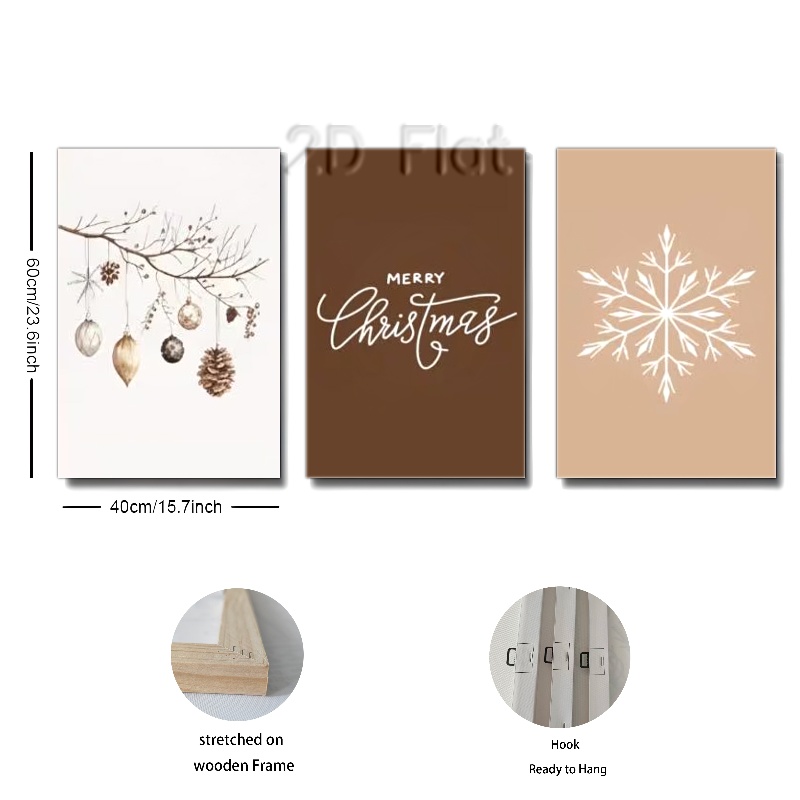 2D Flat
60cm/23.6inch
MERRY
Christmas
40cm/15.7inch
stretched on
wooden Frame
Hook
Ready to Hang